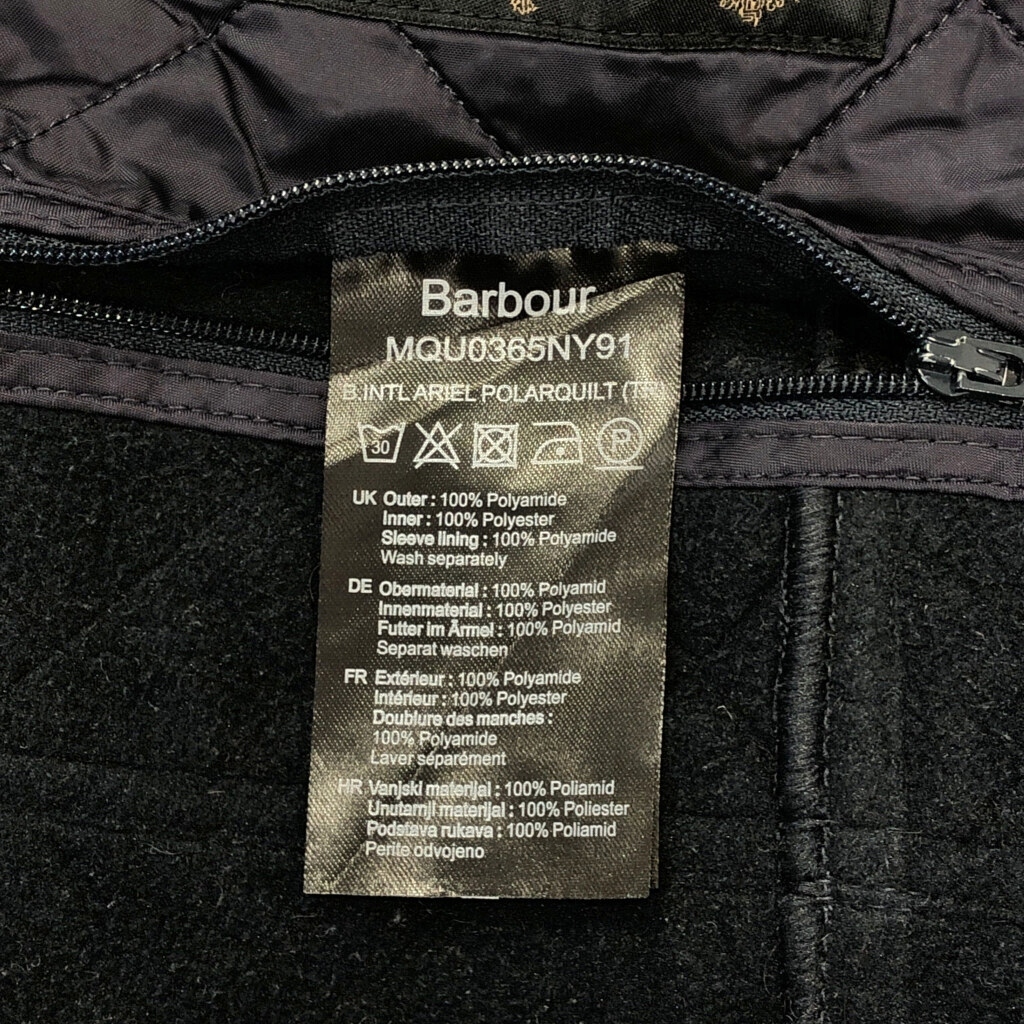 Barbour
MQU0365NY91
B.INTL ARIEL POLARQUILT (TF)
30
P
UK Outer : 100% Polyamide
Inner : 100% Polyester
Sleeve lining : 100% Polyamide
Wash separately
DE Obermaterial : 100% Polyamid
Innenmaterial : 100% Polyester
Futter im Ärmel : 100% Polyamid
Separat waschen
FR Extérieur : 100% Polyamide
Intérieur : 100% Polyester
Doublure des manches :
100% Polyamide
Laver séparément
HR Vanjski materijal : 100% Poliamid
Unutarnji materijal : 100% Poliester
Podstava rukava : 100% Poliamid
Perite odvojeno